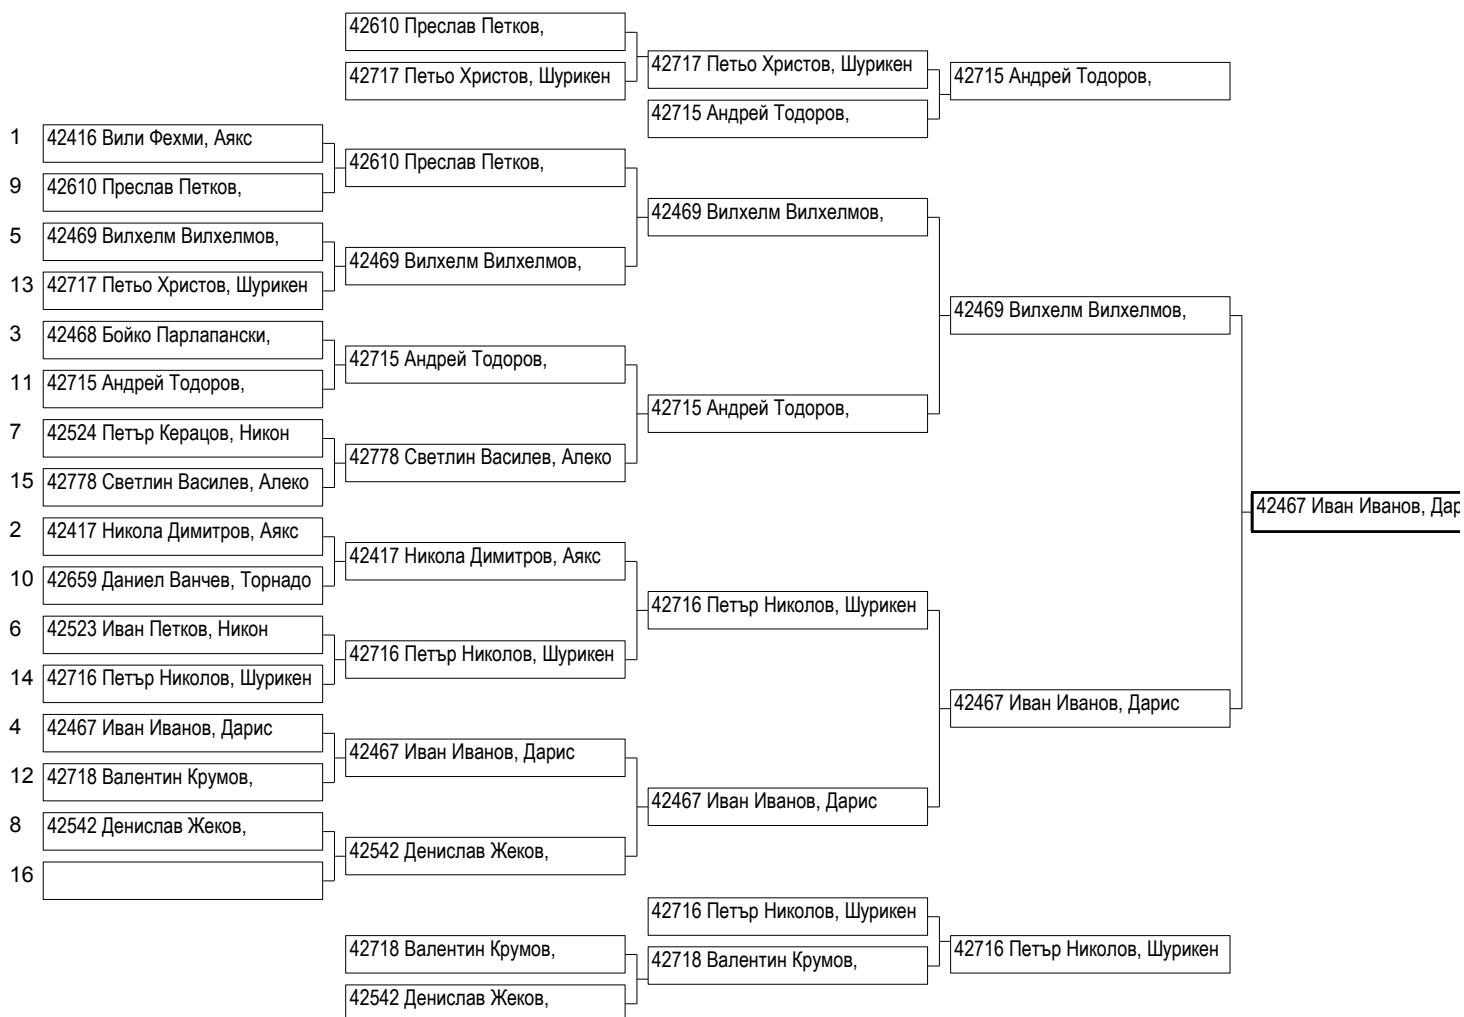 42610 Преслав Петков,
42717 Петьо Христов, Шурикен
42717 Петьо Христов, Шурикен
42715 Андрей Тодоров,
42715 Андрей Тодоров,
1 42416 Вили Фехми, Аякс
9 42610 Преслав Петков,
42610 Преслав Петков,
5 42469 Вилхелм Вилхелмов,
13 42717 Петьо Христов, Шурикен
42469 Вилхелм Вилхелмов,
42469 Вилхелм Вилхелмов,
3 42468 Бойко Парлапански,
11 42715 Андрей Тодоров,
42715 Андрей Тодоров,
7 42524 Петър Керацов, Никон
15 42778 Светлин Василев, Алеко
42778 Светлин Василев, Алеко
42715 Андрей Тодоров,
42469 Вилхелм Вилхелмов,
2 42417 Никола Димитров, Аякс
10 42659 Даниел Ванчев, Торнадо
42417 Никола Димитров, Аякс
6 42523 Иван Петков, Никон
14 42716 Петър Николов, Шурикен
42716 Петър Николов, Шурикен
42716 Петър Николов, Шурикен
4 42467 Иван Иванов, Дарис
12 42718 Валентин Крумов,
42467 Иван Иванов, Дарис
8 42542 Денислав Жеков,
16
42542 Денислав Жеков,
42467 Иван Иванов, Дарис
42467 Иван Иванов, Дарис
42467 Иван Иванов, Дар
42716 Петър Николов, Шурикен
42718 Валентин Крумов,
42542 Денислав Жеков,
42718 Валентин Крумов,
42716 Петър Николов, Шурикен